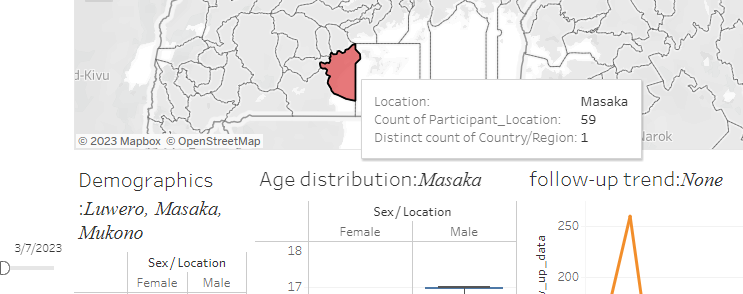 d-Kivu
Location: Masaka
Count of Participant_Location: 59
Distinct count of Country/Region: 1
Narok
© 2023 Mapbox © OpenStreetMap
Demographics
:Luwero, Masaka,
Mukono
Age distribution:Masaka
follow-up trend:None
3/7/2023
Sex/Location
Female Male
Sex/Location
Female Male
18
17
250
200